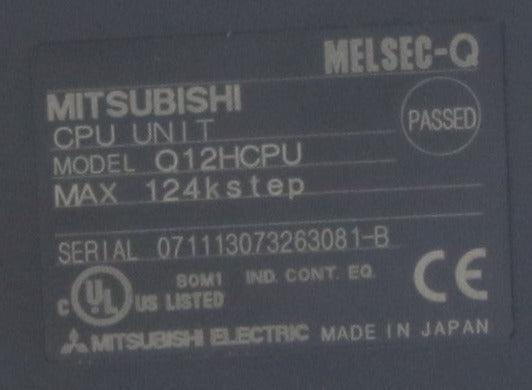 MELSEC-Q
MITSUBISHI
CPU UNIT
PASSED
MODEL Q12HCPU
MAX 124kstep
SERIAL 071113073263081-B
C UL US LISTED 80M1 IND. CONT. EQ.
CE
MITSUBISHI ELECTRIC MADE IN JAPAN